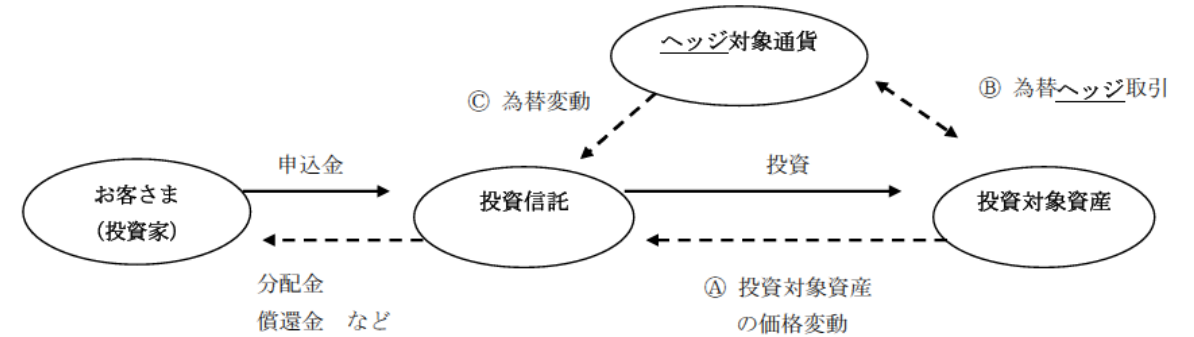 ヘッジ対象通貨
Ⓒ 為替変動
Ⓑ 為替ヘッジ取引
申込金
投資
お客さま
（投資家）
投資信託
投資対象資産
分配金
償還金　など
Ⓐ 投資対象資産
の価格変動